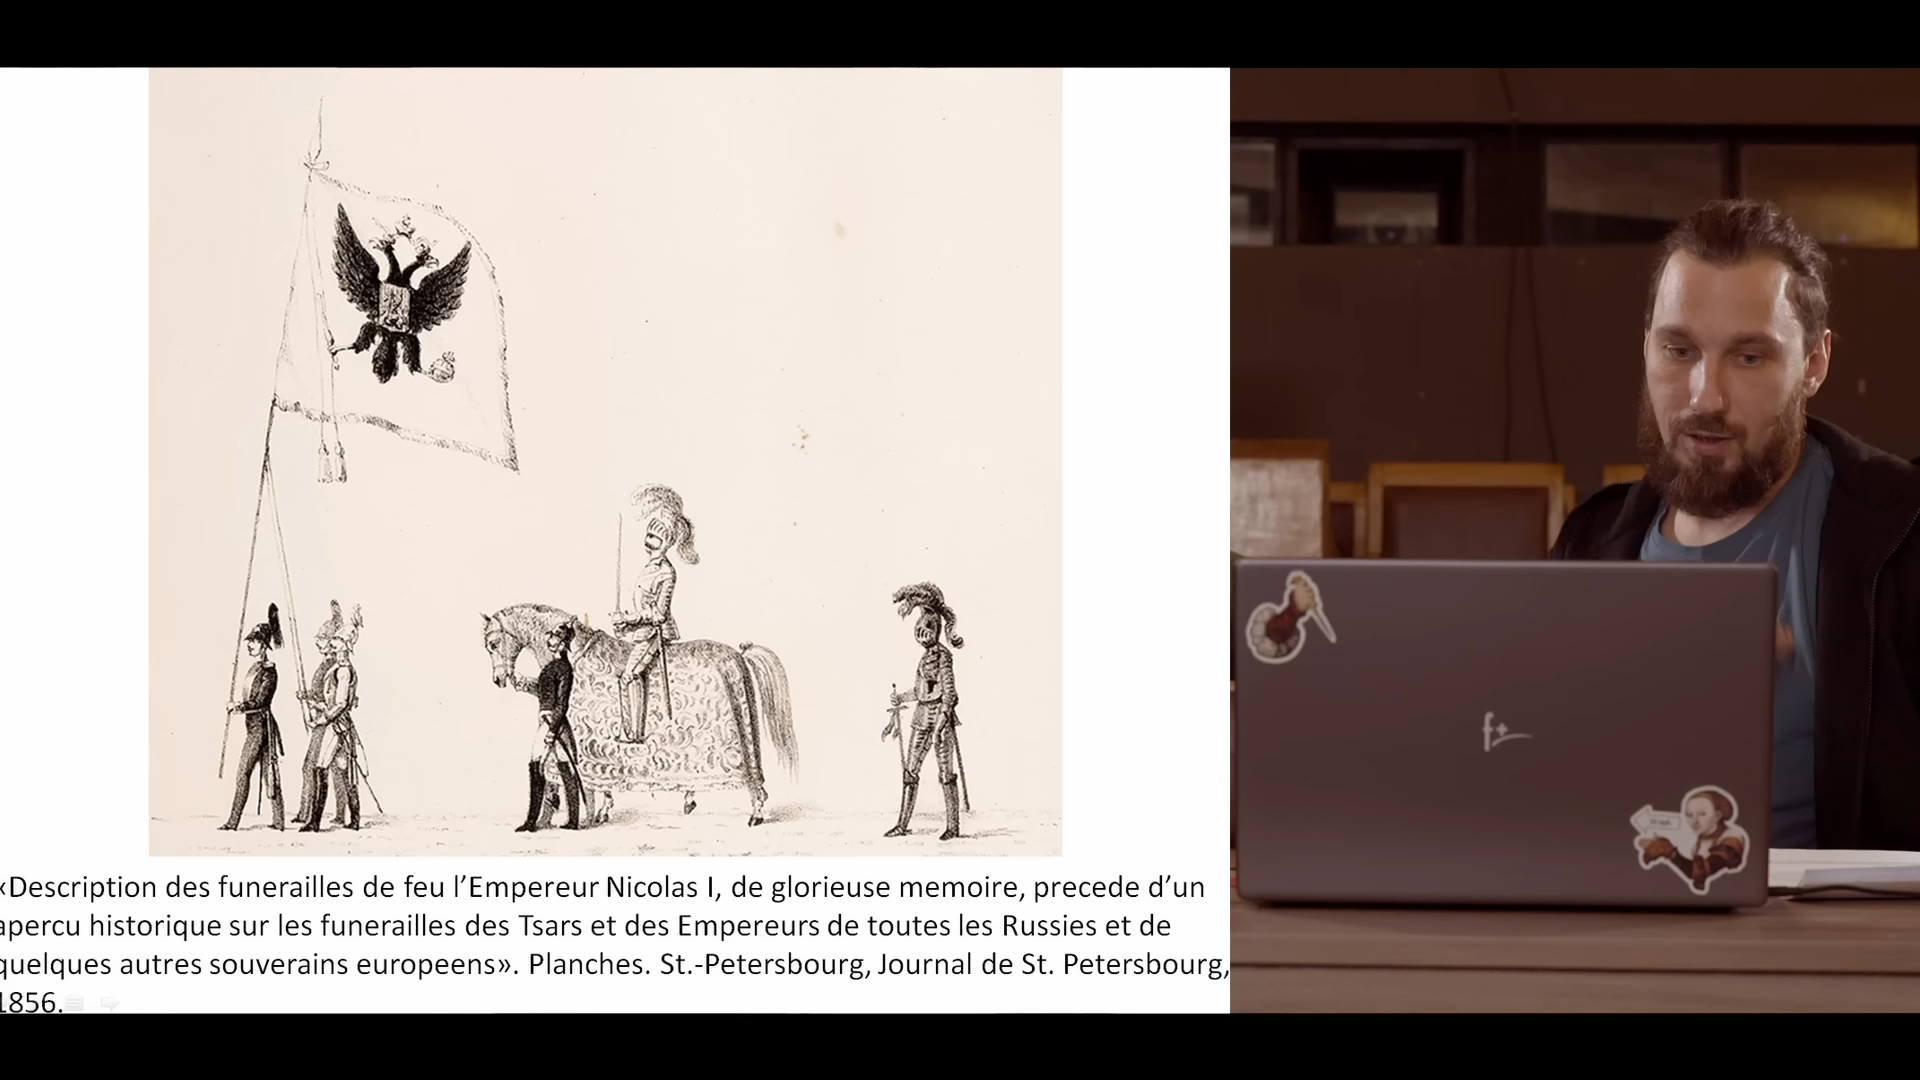 «Description des funerailles de feu l’Empereur Nicolas I, de glorieuse memoire, precede d’un
apercu historique sur les funerailles des Tsars et des Empereurs de toutes les Russies et de
quelques autres souverains europeens». Planches. St.-Petersbourg, Journal de St. Petersbourg,
1856.
f+